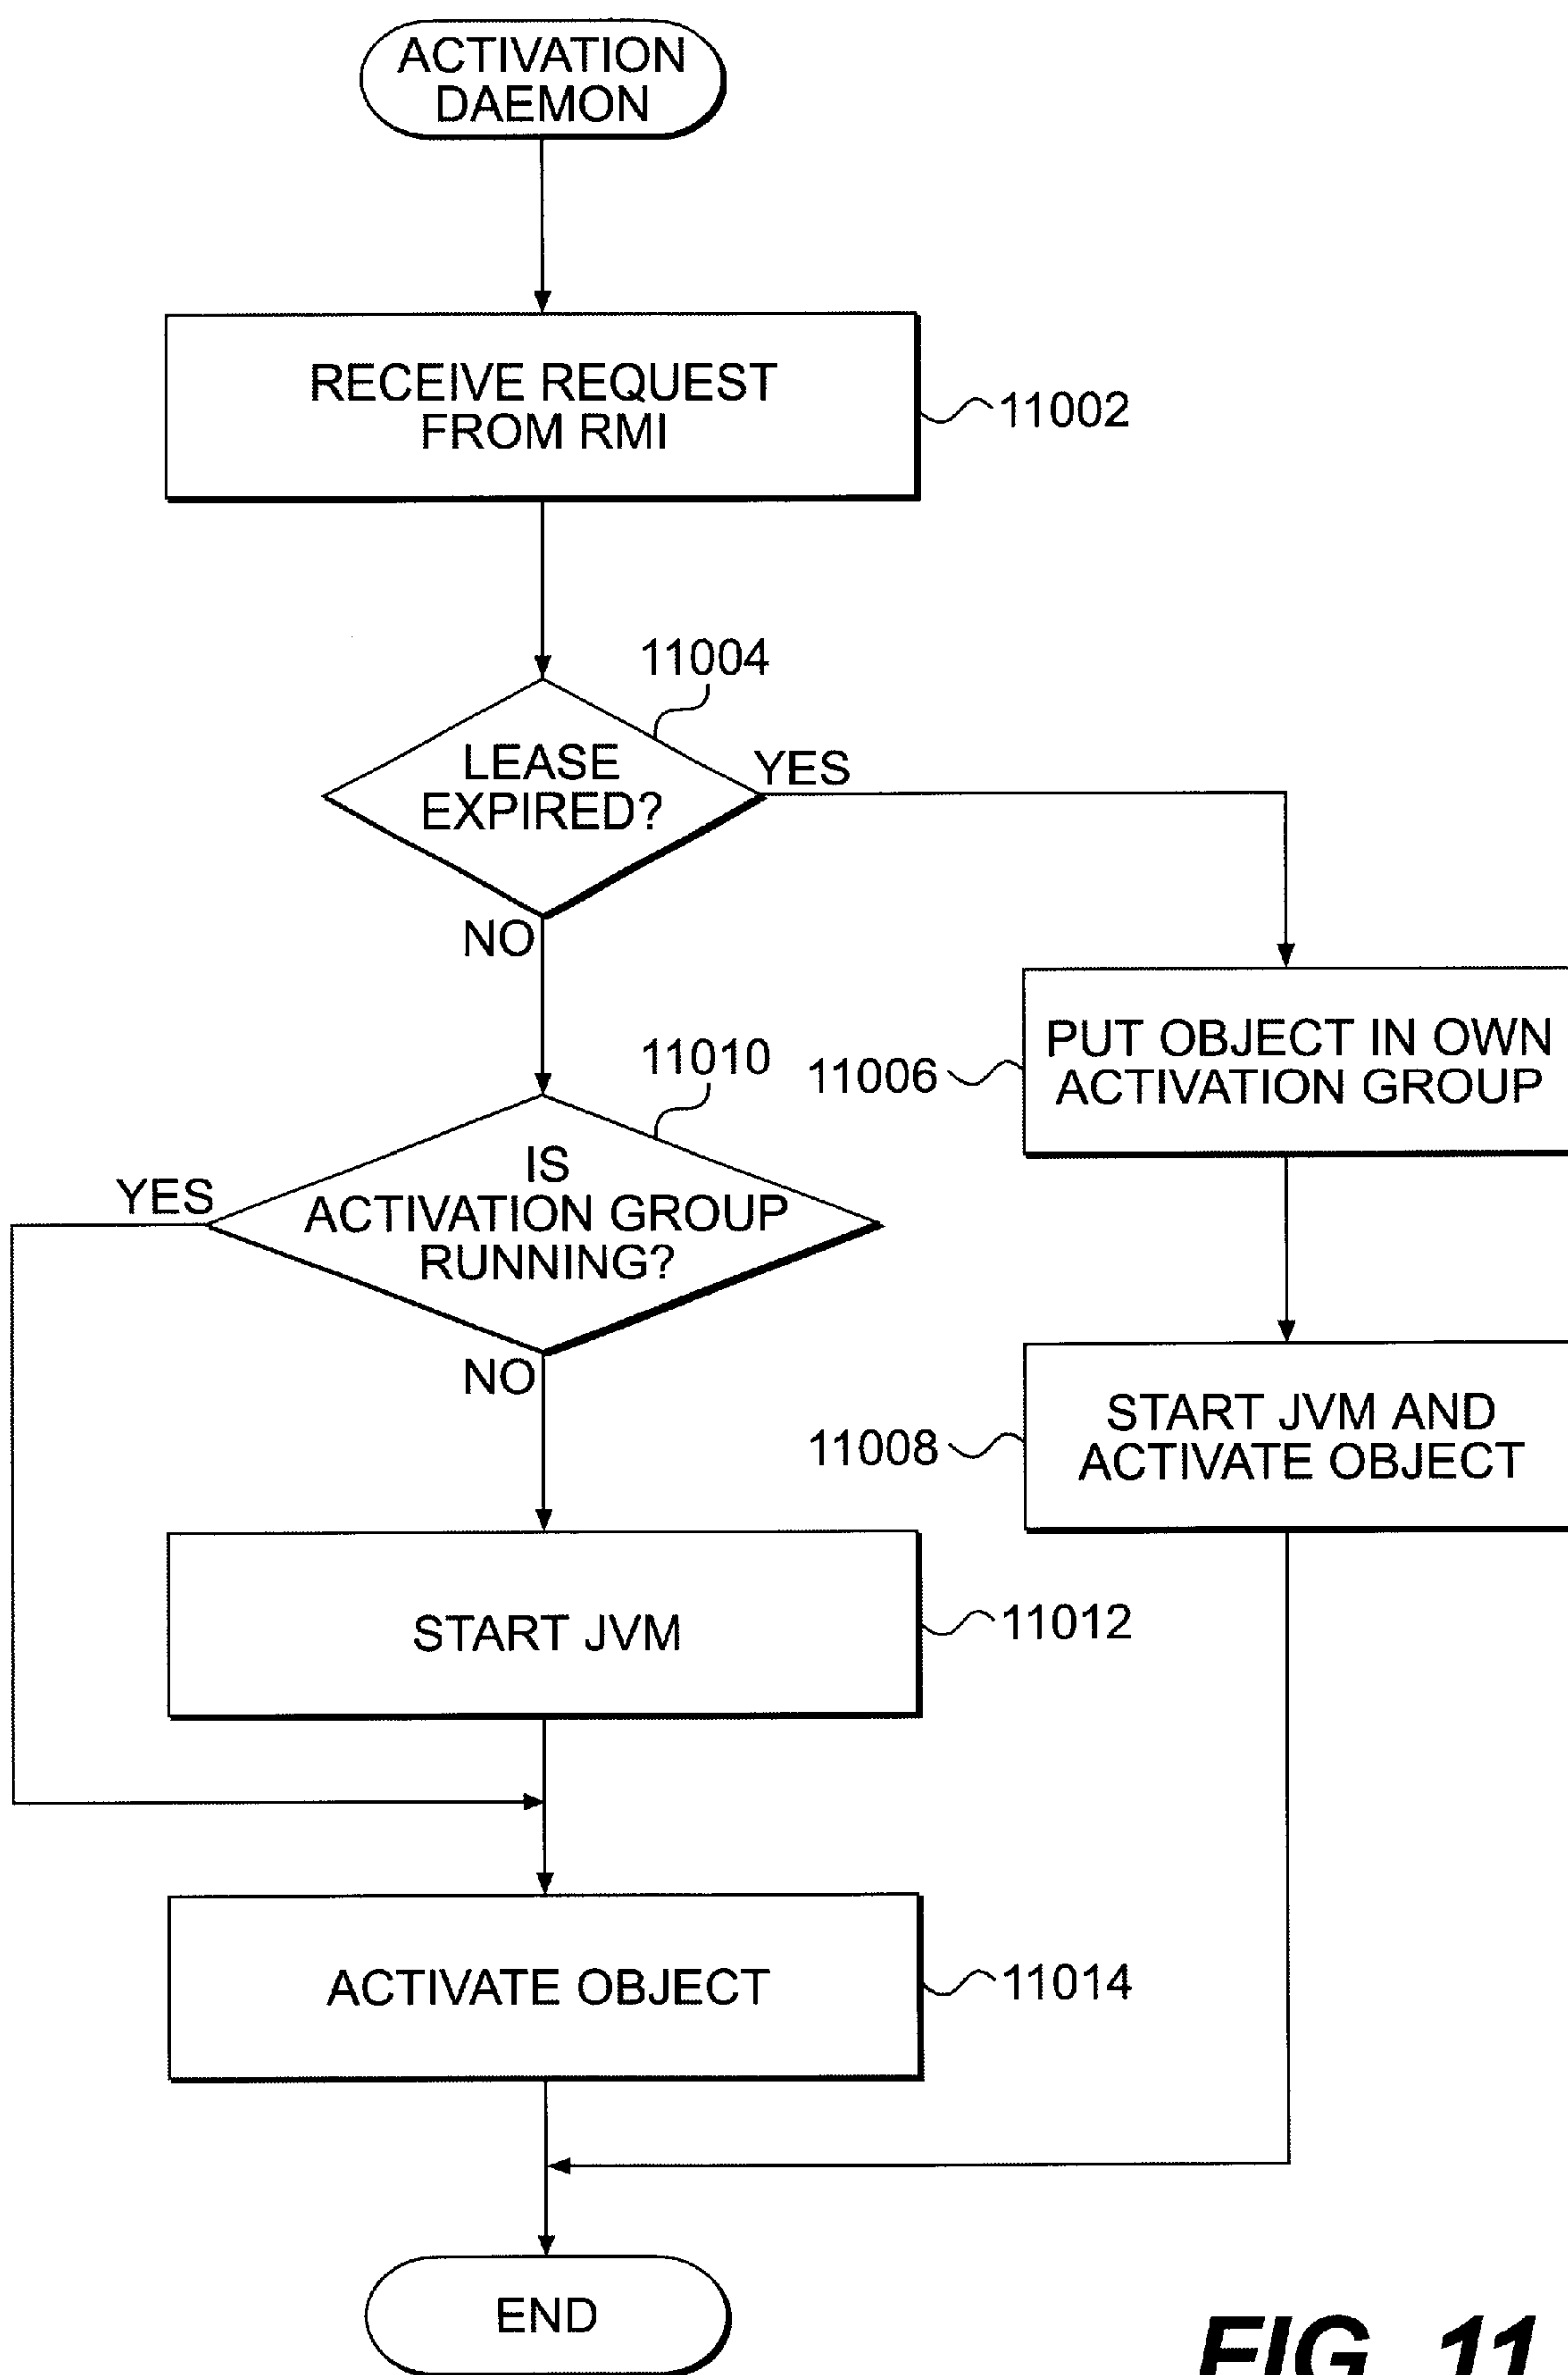 ACTIVATION
DAEMON
RECEIVE REQUEST
FROM RMI
11002
11004
LEASE
EXPIRED?
YES
NO
PUT OBJECT IN OWN
ACTIVATION GROUP
11006
11010
IS
ACTIVATION GROUP
RUNNING?
YES
NO
START JVM AND
ACTIVATE OBJECT
11008
START JVM
11012
ACTIVATE OBJECT
11014
END
FIG. 11